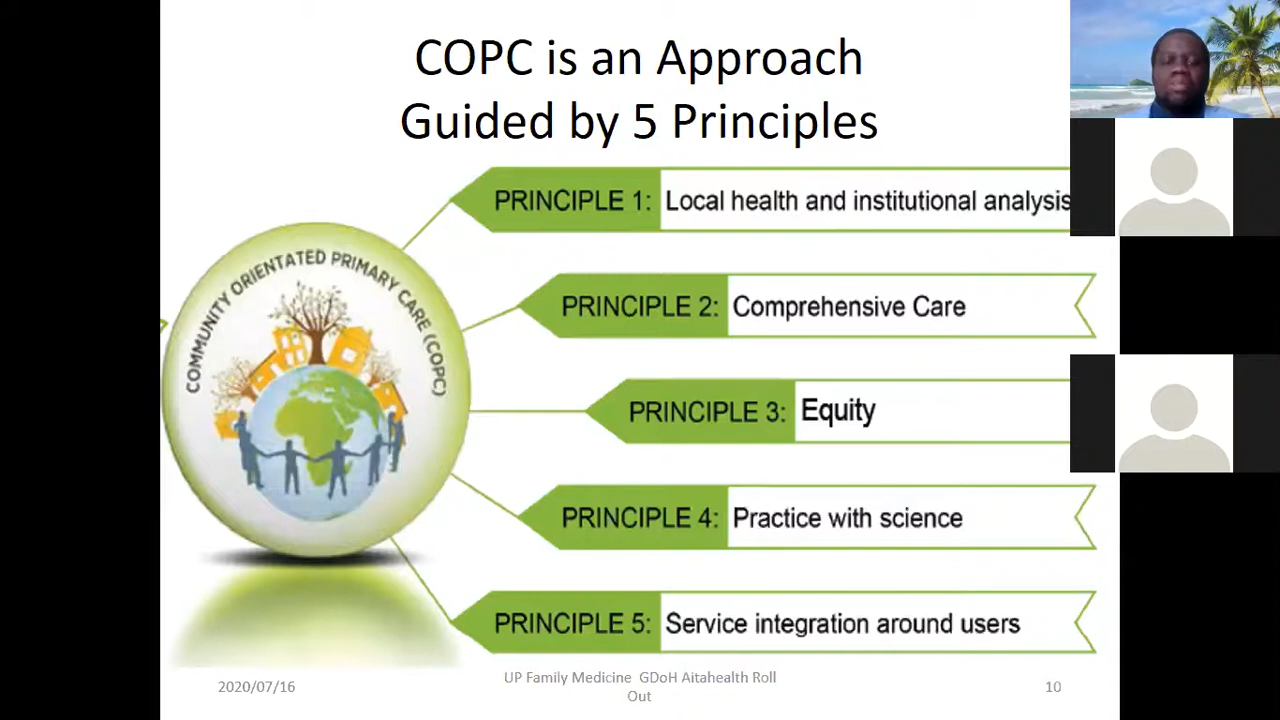 COPC is an Approach
Guided by 5 Principles
COMMUNITY ORIENTATED PRIMARY CARE (COPC)
PRINCIPLE 1: Local health and institutional analysis
PRINCIPLE 2: Comprehensive Care
PRINCIPLE 3: Equity
PRINCIPLE 4: Practice with science
PRINCIPLE 5: Service integration around users
2020/07/16
UP Family Medicine GDoH Aitahealth Roll
Out
10